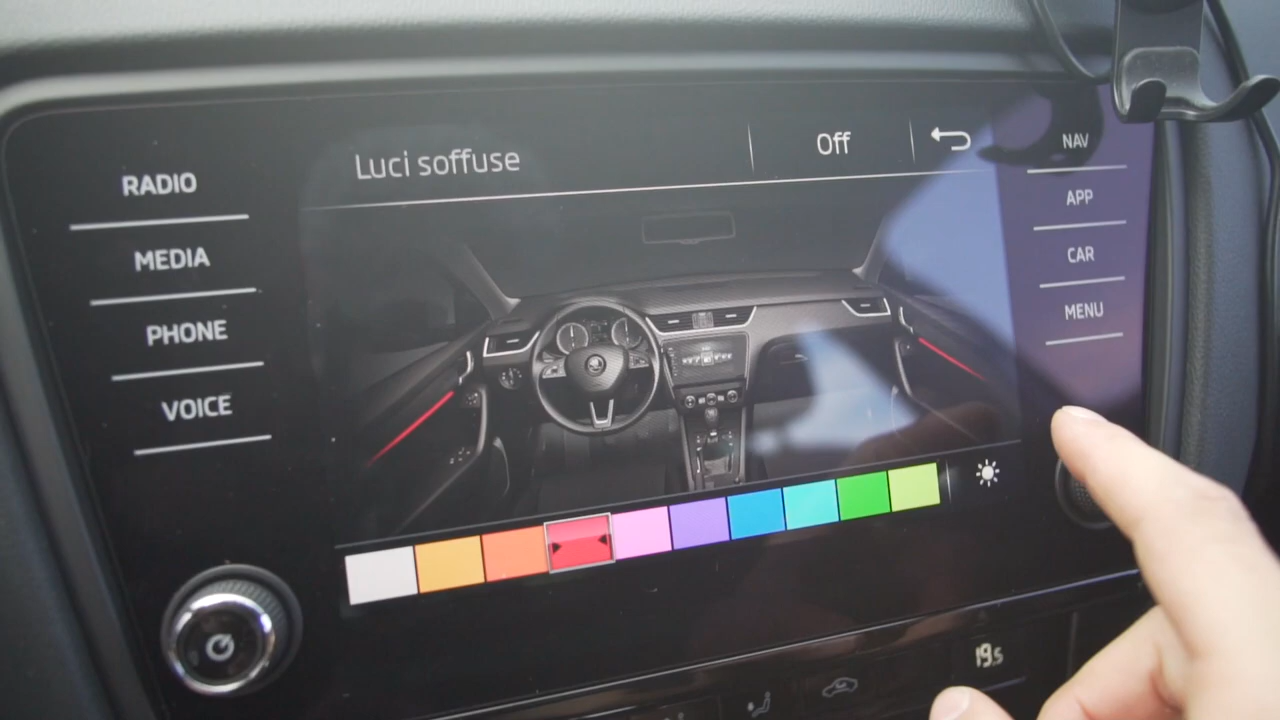 Luci soffuse
Off
RADIO
MEDIA
PHONE
VOICE
NAV
APP
CAR
MENU
19.5